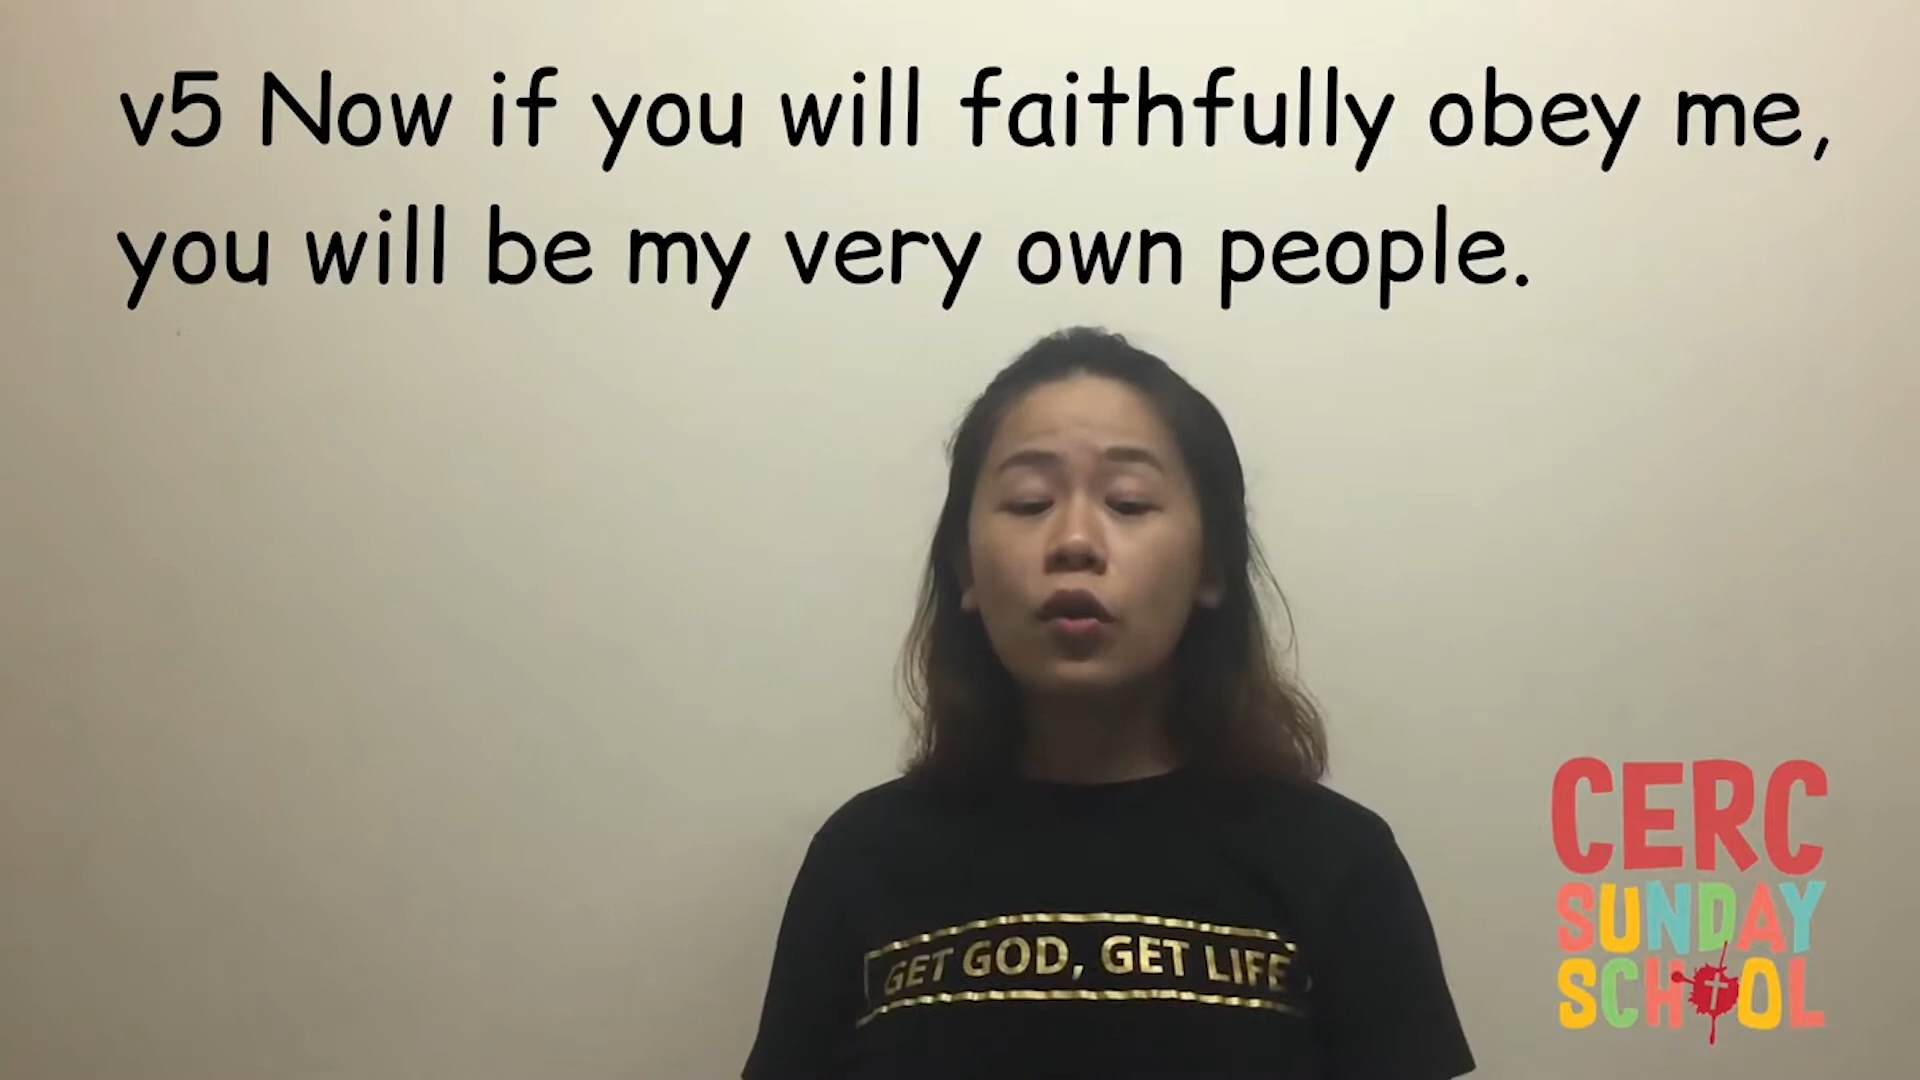 v5 Now if you will faithfully obey me,
you will be my very own people.
GET GOD, GET LIFE
CERC
SUNDAY
SCHOOL